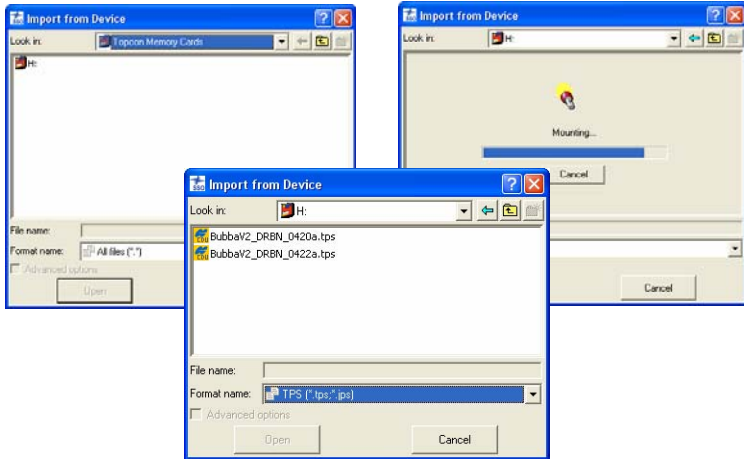 Import from Device
Look in:
Topcon Memory Cards
H:
File name:
Format name:
All files (*.*)
Advanced options
Open
Import from Device
Look in:
H:
Mounting...
Cancel
Cancel
Import from Device
Look in:
H:
BubbaV2_DRBN_0420a.tps
BubbaV2_DRBN_0422a.tps
File name:
Format name:
TPS (*.tps;*.jps)
Advanced options
Open
Cancel